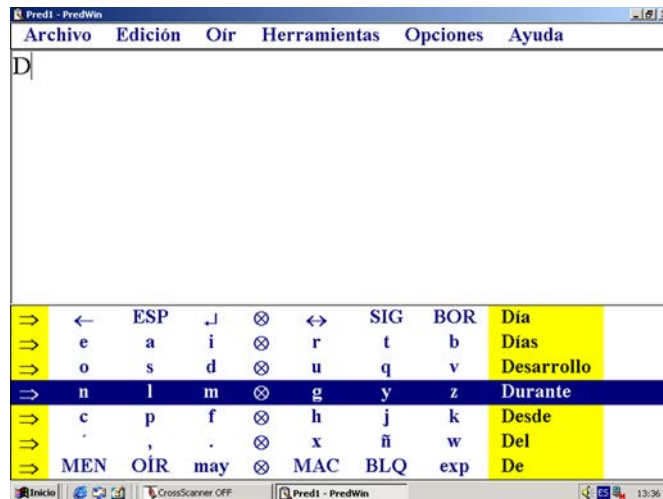 Pred1 - PredWin
Archivo Edición Oír Herramientas Opciones Ayuda
D
⇒ ← ESP ↵ ⊗ ↔ SIG BOR Día
⇒ e a i ⊗ r t b Días
⇒ o s d ⊗ u q v Desarrollo
⇒ n l m ⊗ g y z Durante
⇒ c p f ⊗ h j k Desde
⇒ ´ , . ⊗ x ñ w Del
⇒ MEN OÍR may ⊗ MAC BLQ exp De
Inicio CrossScanner OFF Pred1 - PredWin ES 13:36